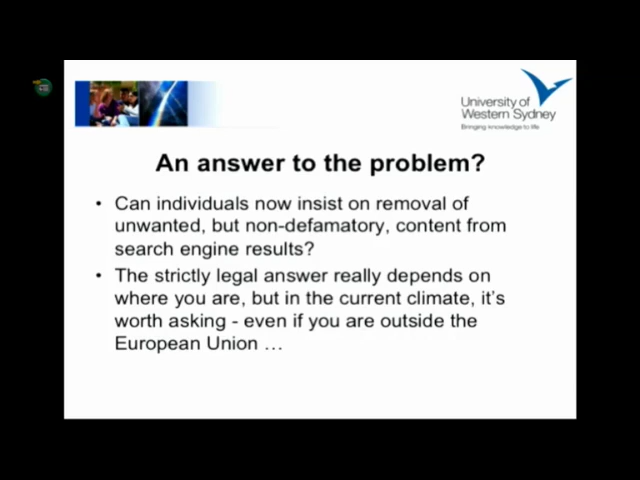 University of
Western Sydney
Bringing knowledge to life
An answer to the problem?
• Can individuals now insist on removal of
unwanted, but non-defamatory, content from
search engine results?
• The strictly legal answer really depends on
where you are, but in the current climate, it's
worth asking - even if you are outside the
European Union …